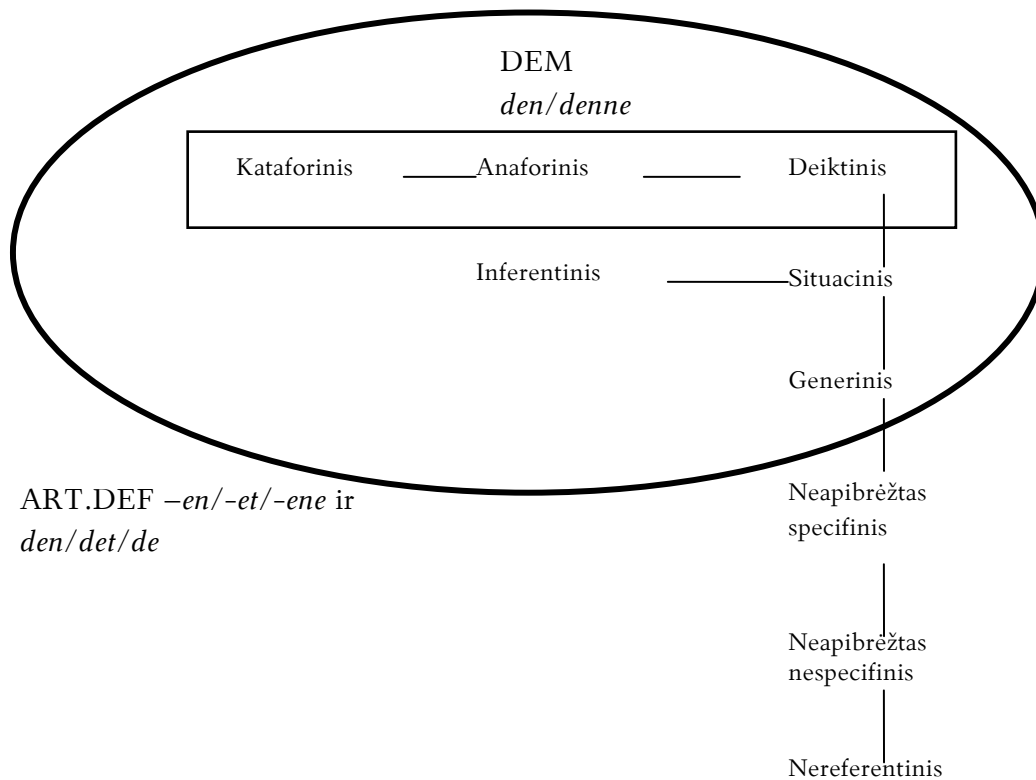 DEM
den/denne
Kataforinis Anaforinis Deiktinis
Inferentinis Situacinis
Generinis
ART.DEF –en/-et/-ene ir
den/det/de
Neapibrėžtas
specifinis
Neapibrėžtas
nespecifinis
Nereferentinis